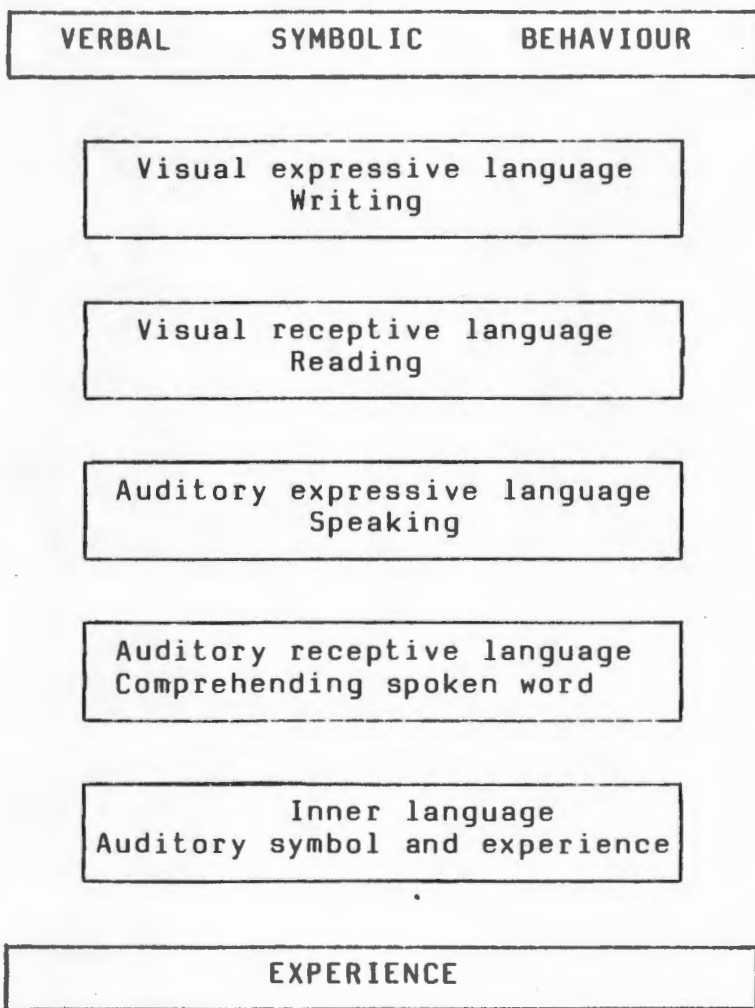 VERBAL SYMBOLIC BEHAVIOUR
Visual expressive language
Writing
Visual receptive language
Reading
Auditory expressive language
Speaking
Auditory receptive language
Comprehending spoken word
Inner language
Auditory symbol and experience
EXPERIENCE